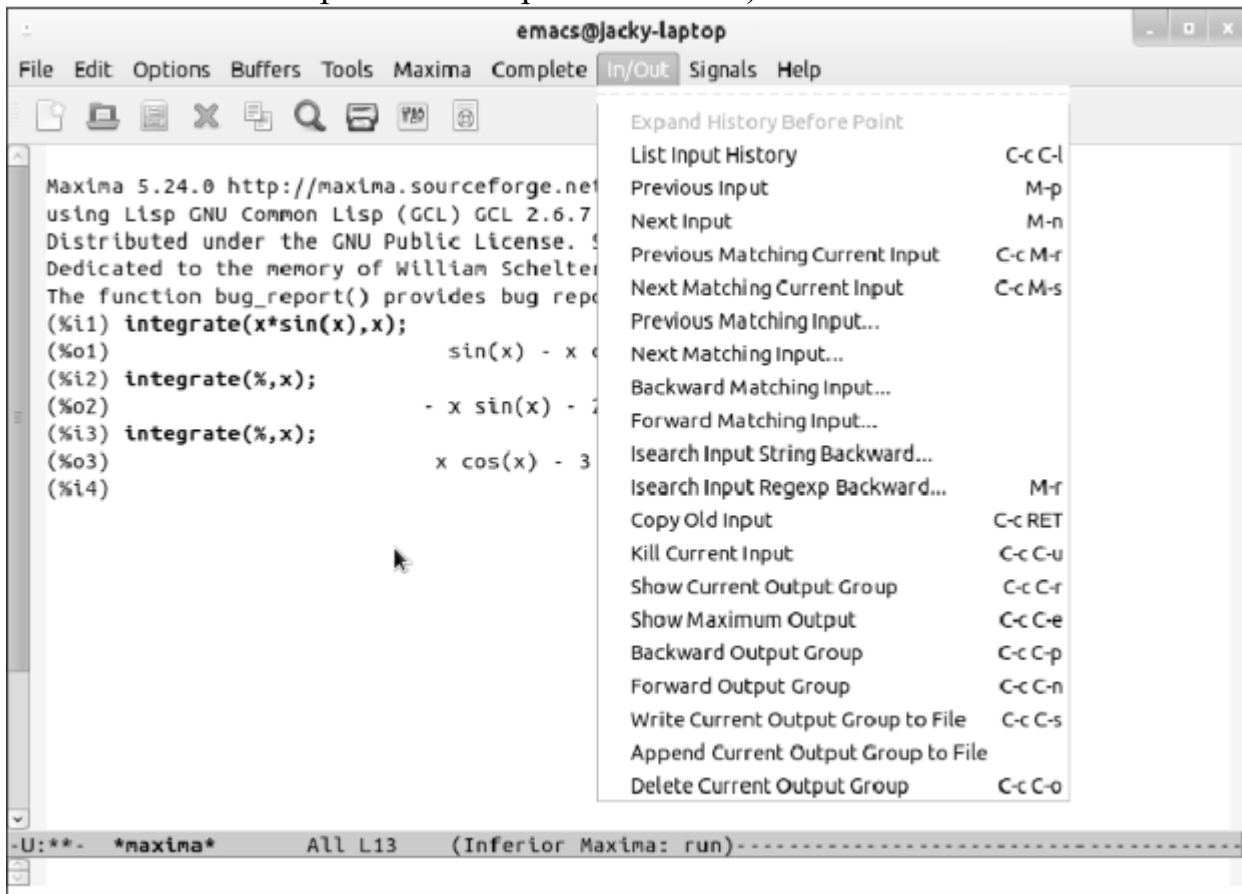 emacs@jacky-laptop
File Edit Options Buffers Tools Maxima Complete In/Out Signals Help
Expand History Before Point
List Input History C-c C-l
Previous Input M-p
Next Input M-n
Previous Matching Current Input C-c M-r
Next Matching Current Input C-c M-s
Previous Matching Input...
Next Matching Input...
Backward Matching Input...
Forward Matching Input...
Isearch Input String Backward...
Isearch Input Regexp Backward... M-r
Copy Old Input C-c RET
Kill Current Input C-c C-u
Show Current Output Group C-c C-r
Show Maximum Output C-c C-e
Backward Output Group C-c C-p
Forward Output Group C-c C-n
Write Current Output Group to File C-c C-s
Append Current Output Group to File
Delete Current Output Group C-c C-o
Maxima 5.24.0 http://maxima.sourceforge.net
using Lisp GNU Common Lisp (GCL) GCL 2.6.7
Distributed under the GNU Public License.
Dedicated to the memory of William Schelter
The function bug_report() provides bug repo
(%i1) integrate(x*sin(x),x);
(%o1) sin(x) - x
(%i2) integrate(%,x);
(%o2) - x sin(x) -
(%i3) integrate(%,x);
(%o3) x cos(x) - 3
(%i4)
-U:**- *maxima* All L13 (Inferior Maxima: run)-----------------------------------